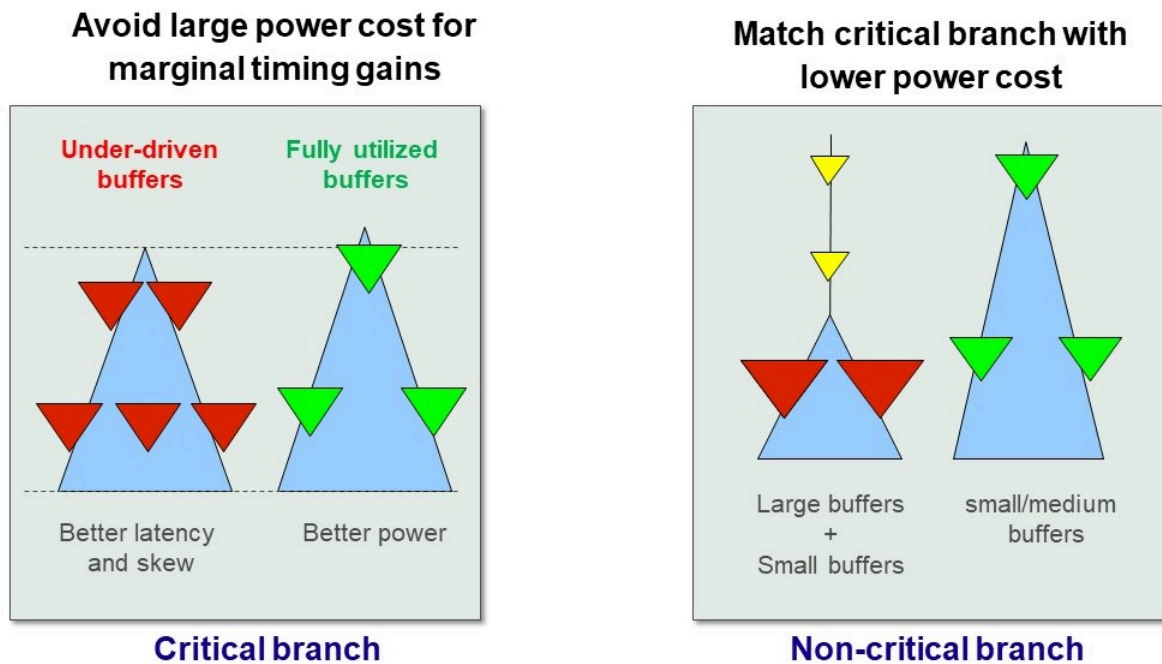 Avoid large power cost for
marginal timing gains
Under-driven
buffers
Fully utilized
buffers
Better latency
and skew
Better power
Critical branch
Match critical branch with
lower power cost
Large buffers
+
Small buffers
small/medium
buffers
Non-critical branch